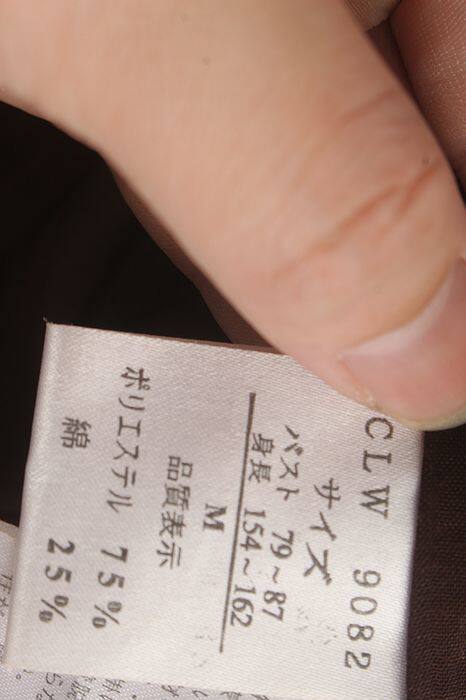 CLW 9082
サイズ
バスト 79~87
身長 154~162
M
品質表示
ポリエステル 75%
綿 25%